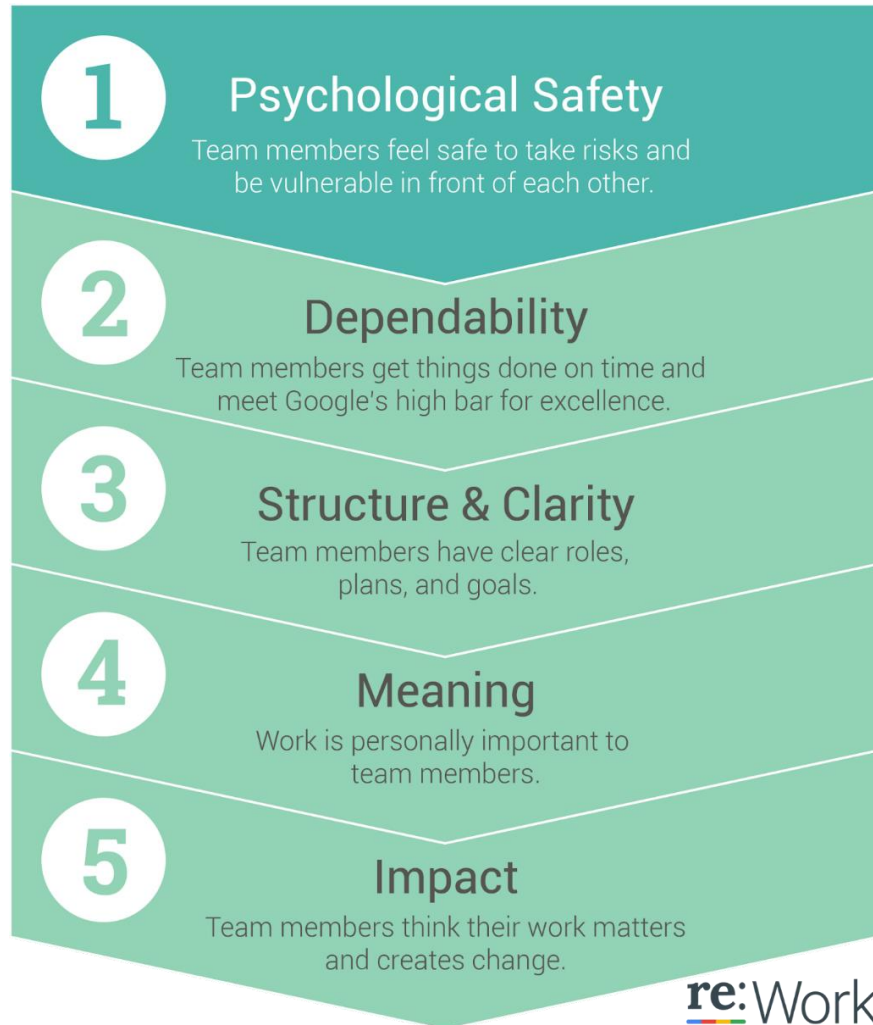 1
Psychological Safety
Team members feel safe to take risks and
be vulnerable in front of each other.
2
Dependability
Team members get things done on time and
meet Google's high bar for excellence.
3
Structure & Clarity
Team members have clear roles,
plans, and goals.
4
Meaning
Work is personally important to
team members.
5
Impact
Team members think their work matters
and creates change.
re:Work